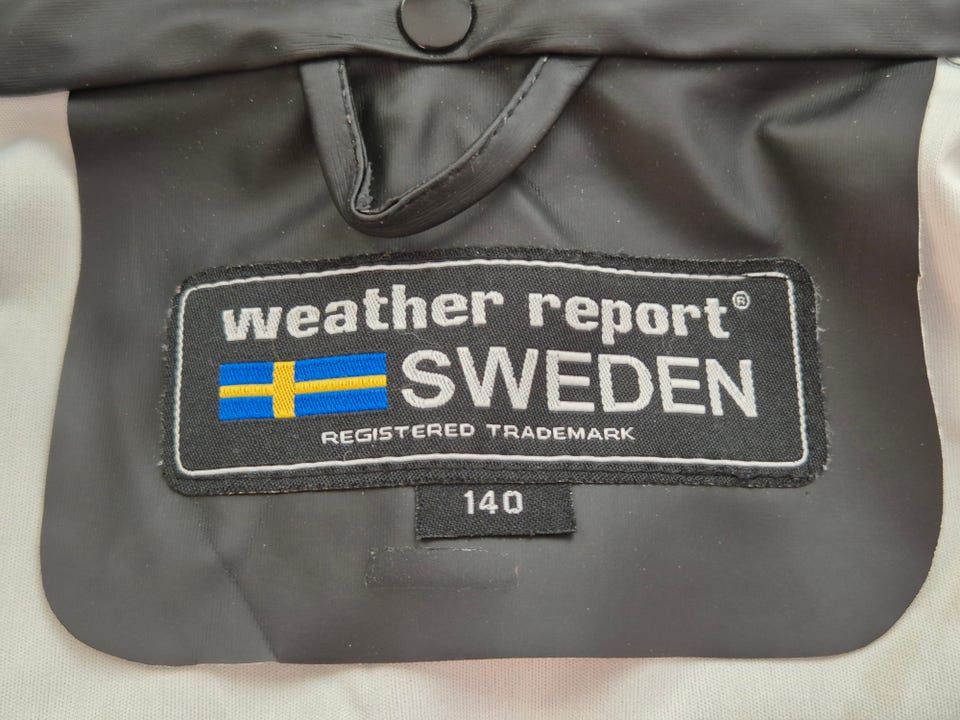 weather report®
SWEDEN
REGISTERED TRADEMARK
140